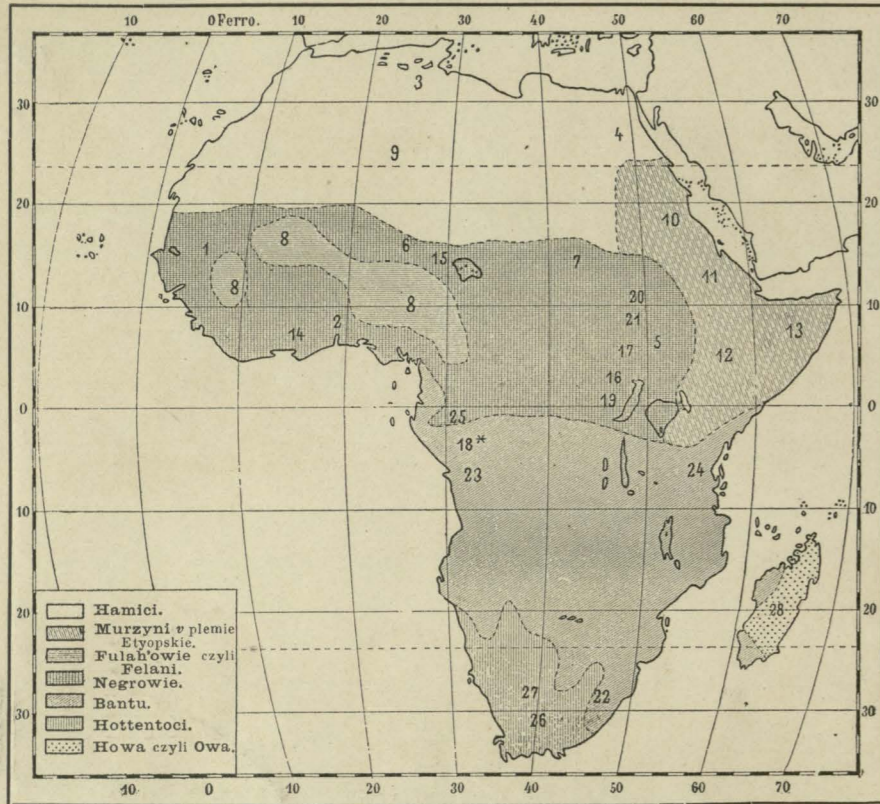 10 0 Ferro. 10 20 30 40 50 60 70
30 30
20 20
10 10
0 0
10 10
20 20
30 30
3
4
9
10
1 8 6 15 7
11
8 8 20 13
14 2 21 5
17 12
16
19
25
18*
23 24
28
27 22
26
Hamici.
Murzyni v plemię
Etyopskie.
Fulah'owie czyli
Felani.
Negrowie.
Bantu.
Hottentoci.
Howa czyli Owa.
10 0 10 20 30 40 50 60 70